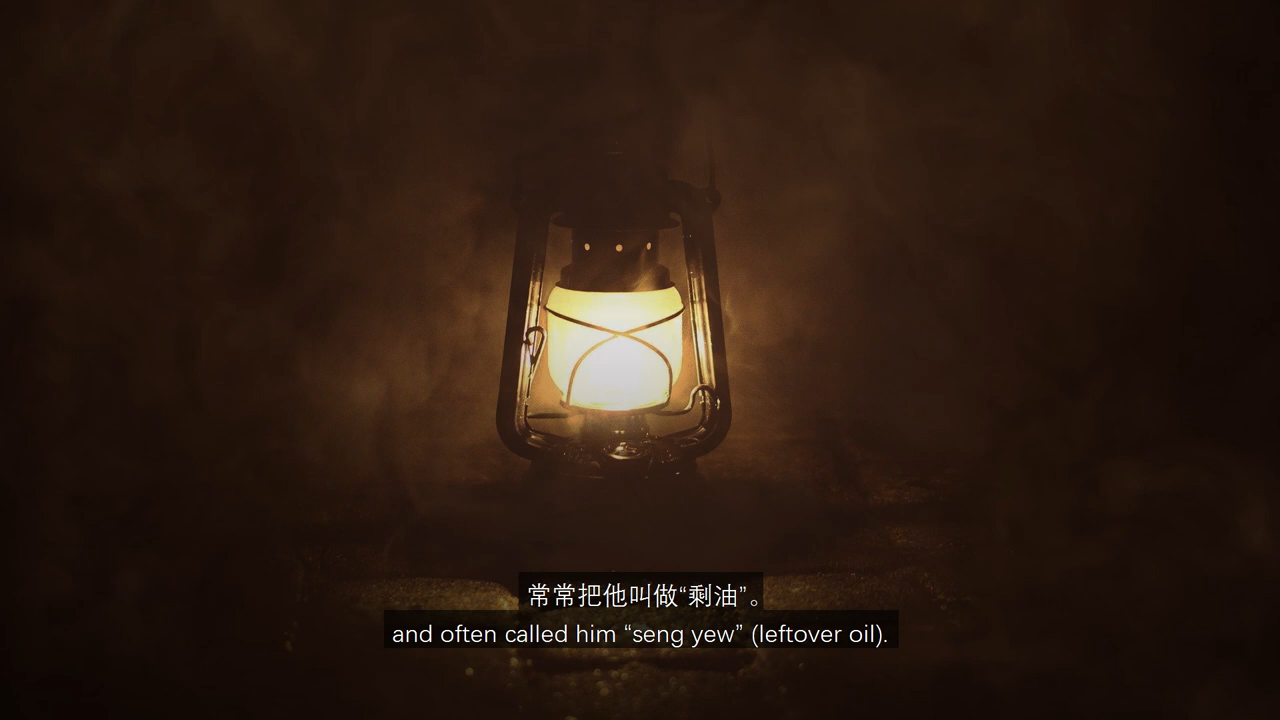 常常把他叫做“剩油”。
and often called him “seng yew” (leftover oil).